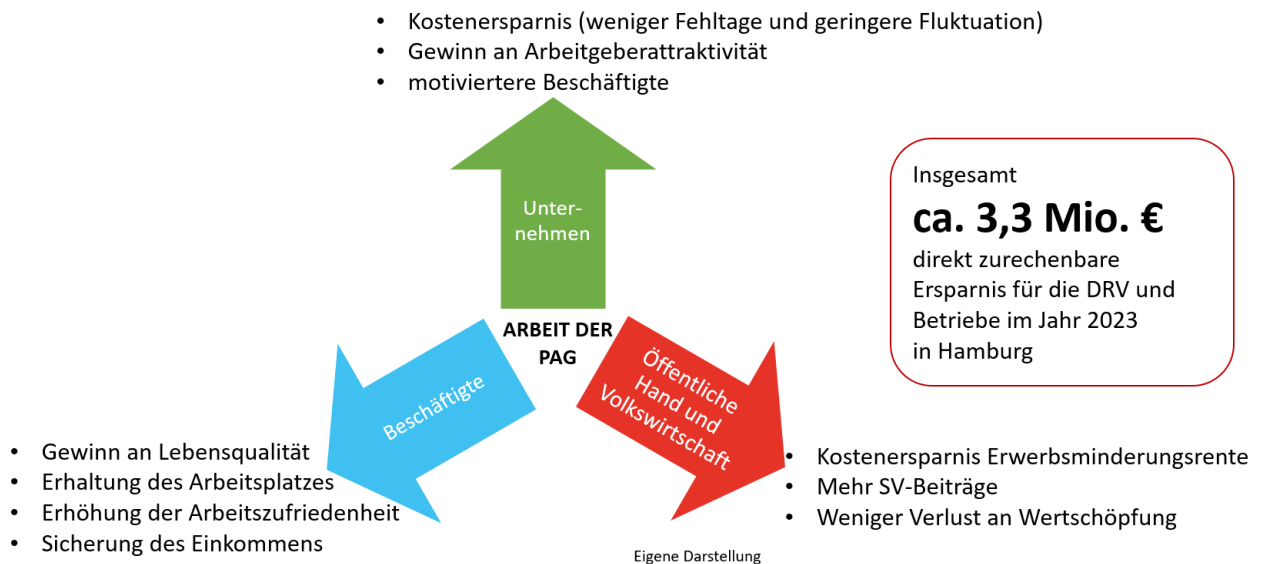 • Kostenersparnis (weniger Fehltage und geringere Fluktuation)
• Gewinn an Arbeitgeberattraktivität
• motiviertere Beschäftigte
Unter-
nehmen
Insgesamt
ca. 3,3 Mio. €
direkt zurechenbare
Ersparnis für die DRV und
Betriebe im Jahr 2023
in Hamburg
ARBEIT DER
PAG
Beschäftigte
Öffentliche
Hand und
Volkswirtschaft
• Gewinn an Lebensqualität
• Erhaltung des Arbeitsplatzes
• Erhöhung der Arbeitszufriedenheit
• Sicherung des Einkommens
• Kostenersparnis Erwerbsminderungsrente
• Mehr SV-Beiträge
• Weniger Verlust an Wertschöpfung
Eigene Darstellung